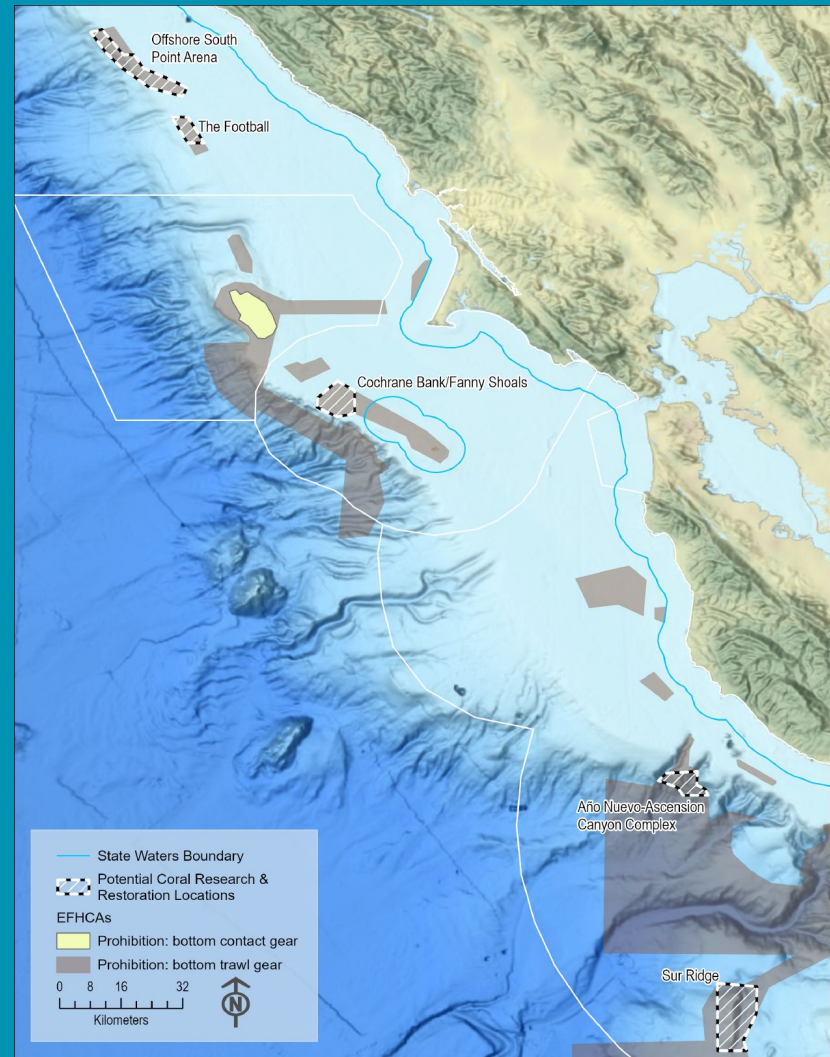 Offshore South
Point Arena
The Football
Cochrane Bank/Fanny Shoals
Año Nuevo-Ascension
Canyon Complex
Sur Ridge
State Waters Boundary
Potential Coral Research &
Restoration Locations
EFHCAs
Prohibition: bottom contact gear
Prohibition: bottom trawl gear
0 8 16 32
Kilometers
N